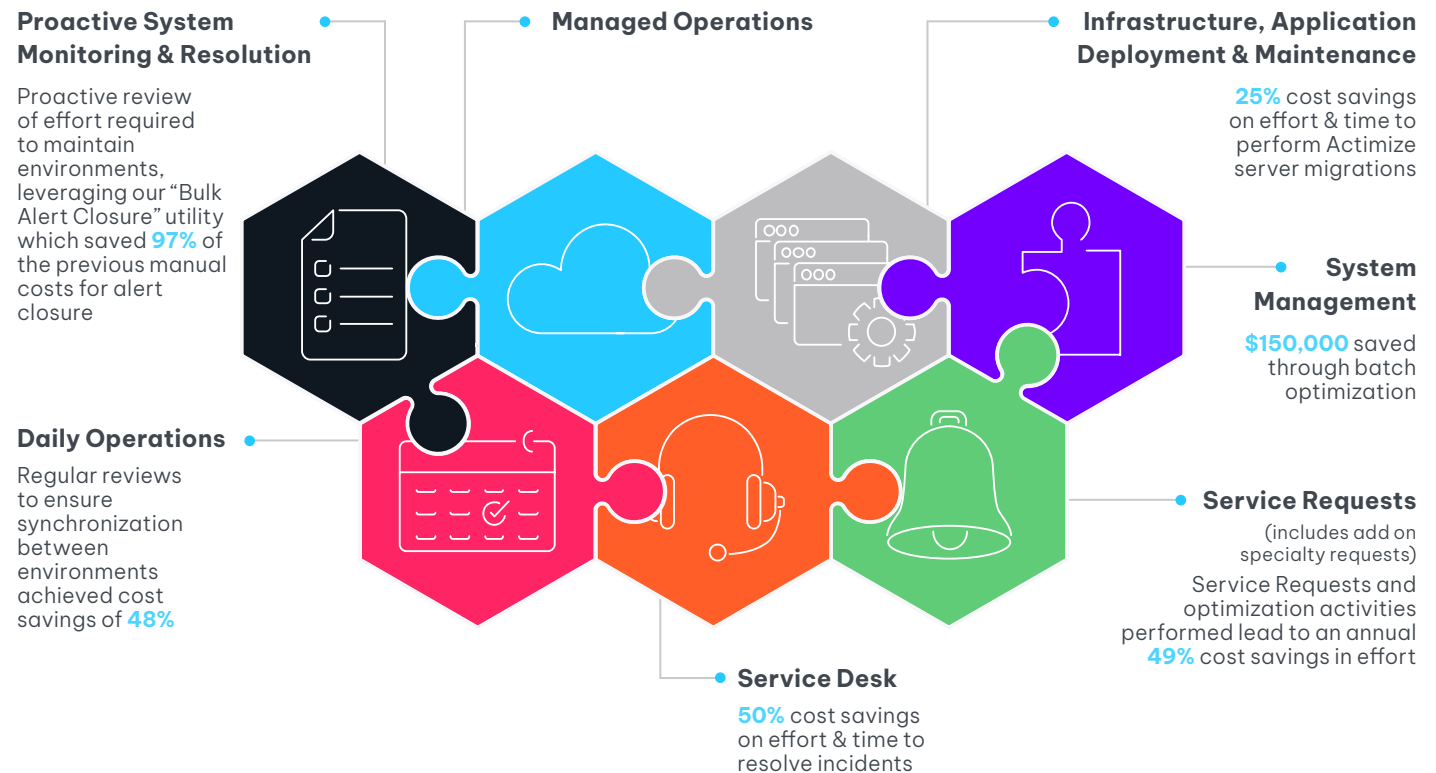 Proactive System
Monitoring & Resolution
Proactive review
of effort required
to maintain
environments,
leveraging our “Bulk
Alert Closure” utility
which saved 97% of
the previous manual
costs for alert
closure
Managed Operations
Infrastructure, Application
Deployment & Maintenance
25% cost savings
on effort & time to
perform Actimize
server migrations
System
Management
$150,000 saved
through batch
optimization
Daily Operations
Regular reviews
to ensure
synchronization
between
environments
achieved cost
savings of 48%
Service Requests
(includes add on
specialty requests)
Service Requests and
optimization activities
performed lead to an annual
49% cost savings in effort
Service Desk
50% cost savings
on effort & time to
resolve incidents